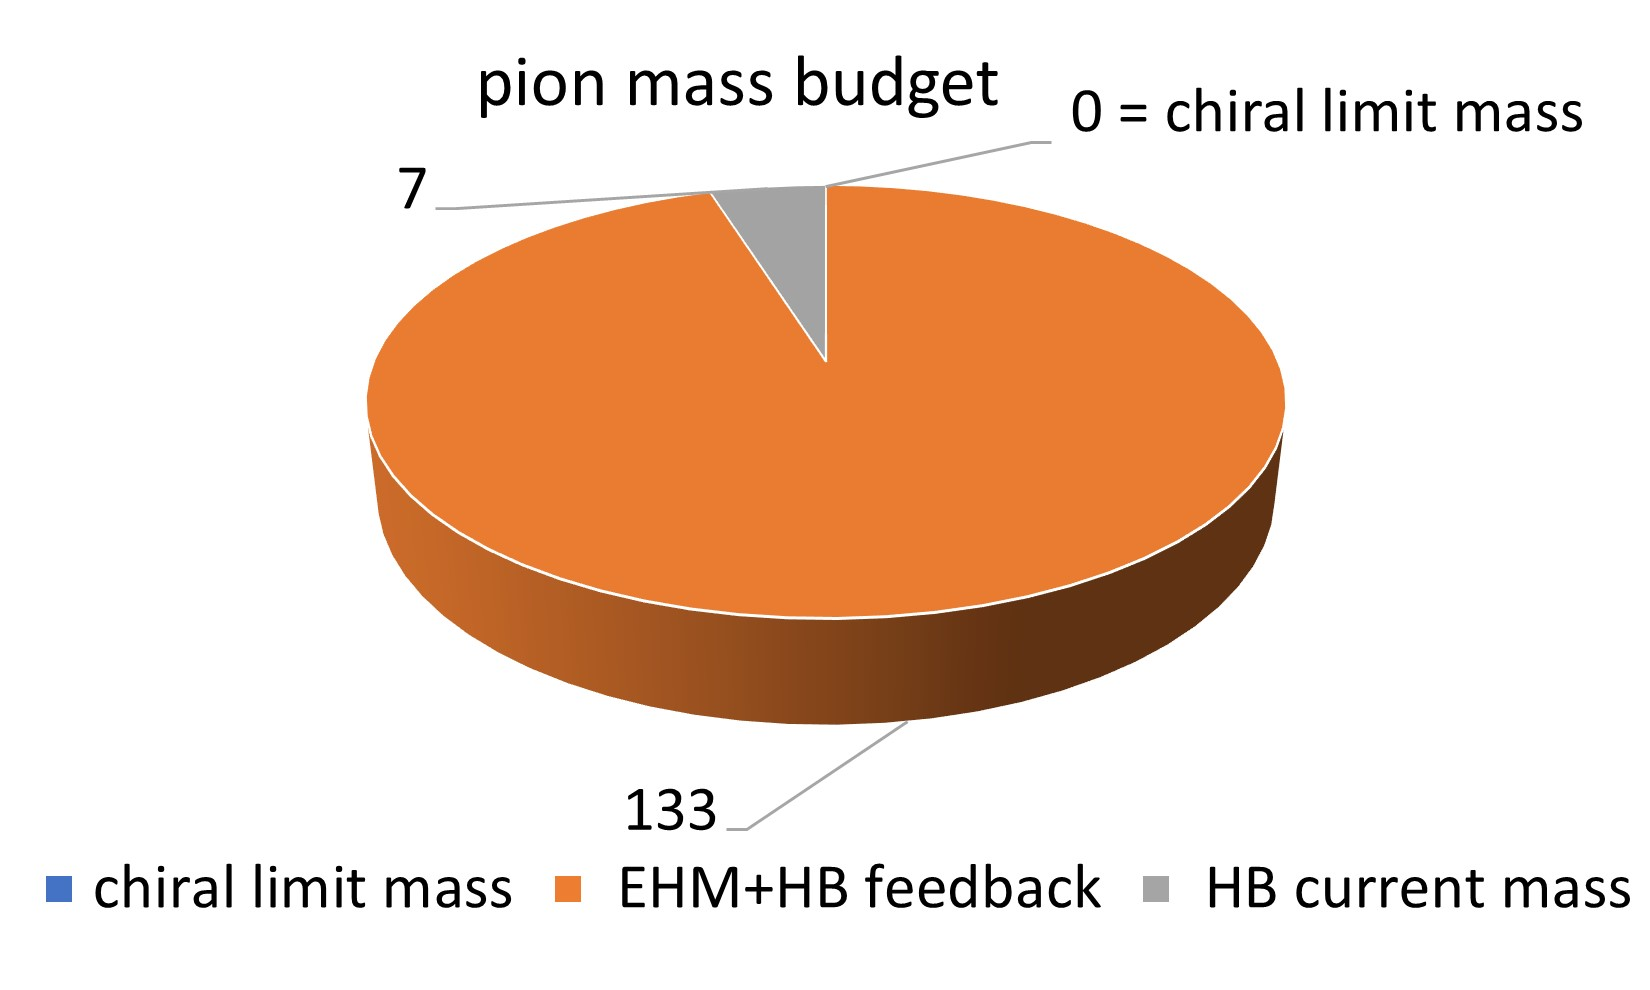 pion mass budget
0 = chiral limit mass
7
133
chiral limit mass EHM+HB feedback HB current mass